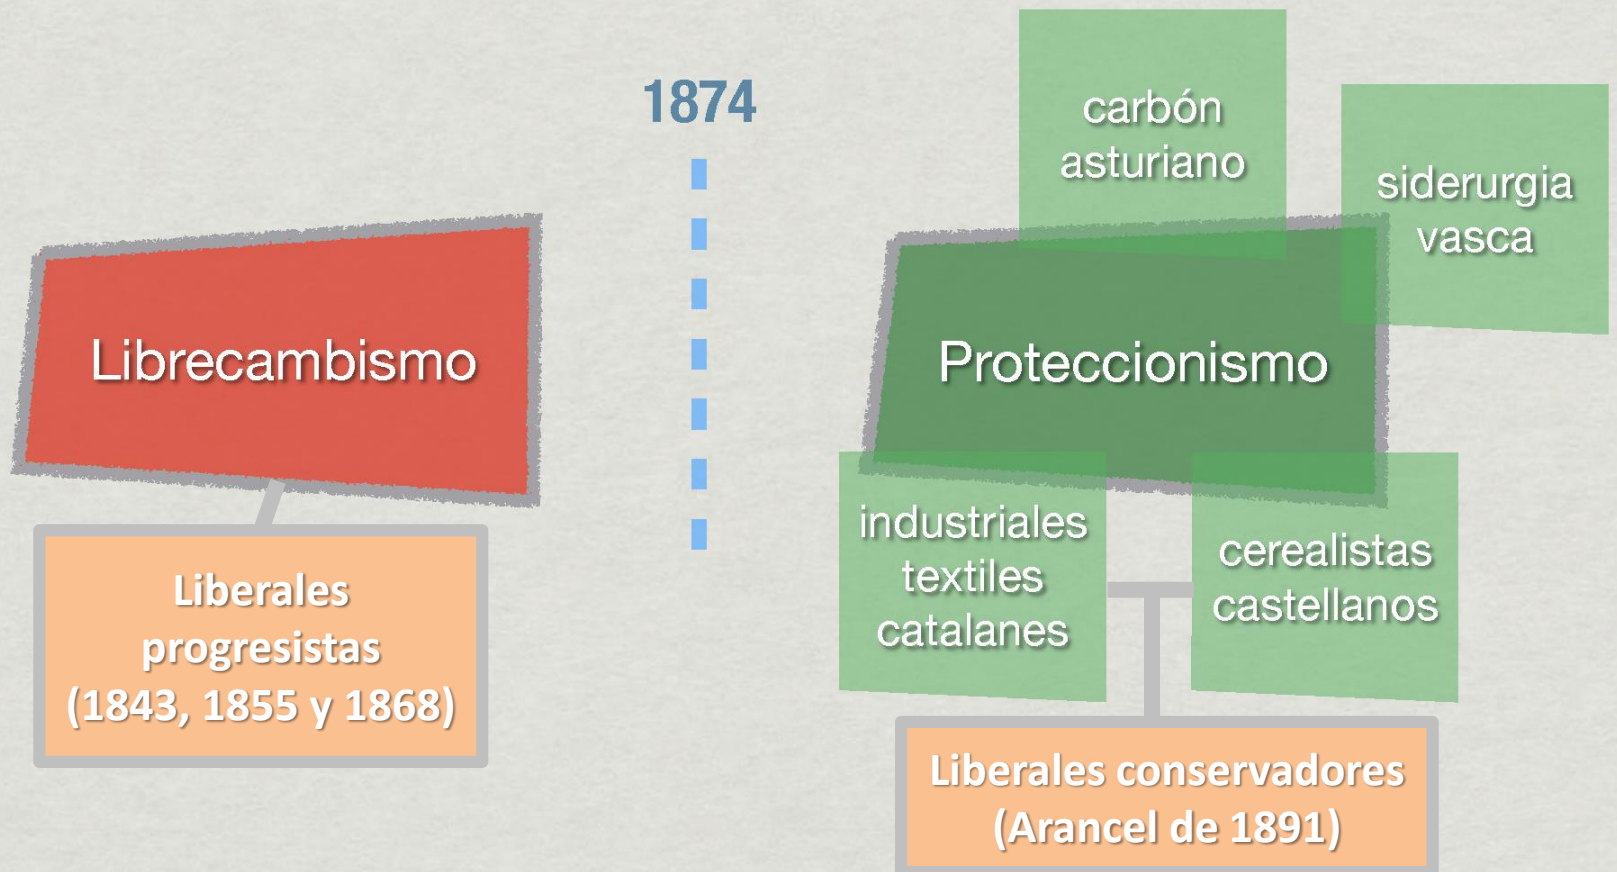 1874
carbón
asturiano
siderurgia
vasca
Librecambismo
Proteccionismo
Liberales
progresistas
(1843, 1855 y 1868)
industriales
textiles
catalanes
cerealistas
castellanos
Liberales conservadores
(Arancel de 1891)